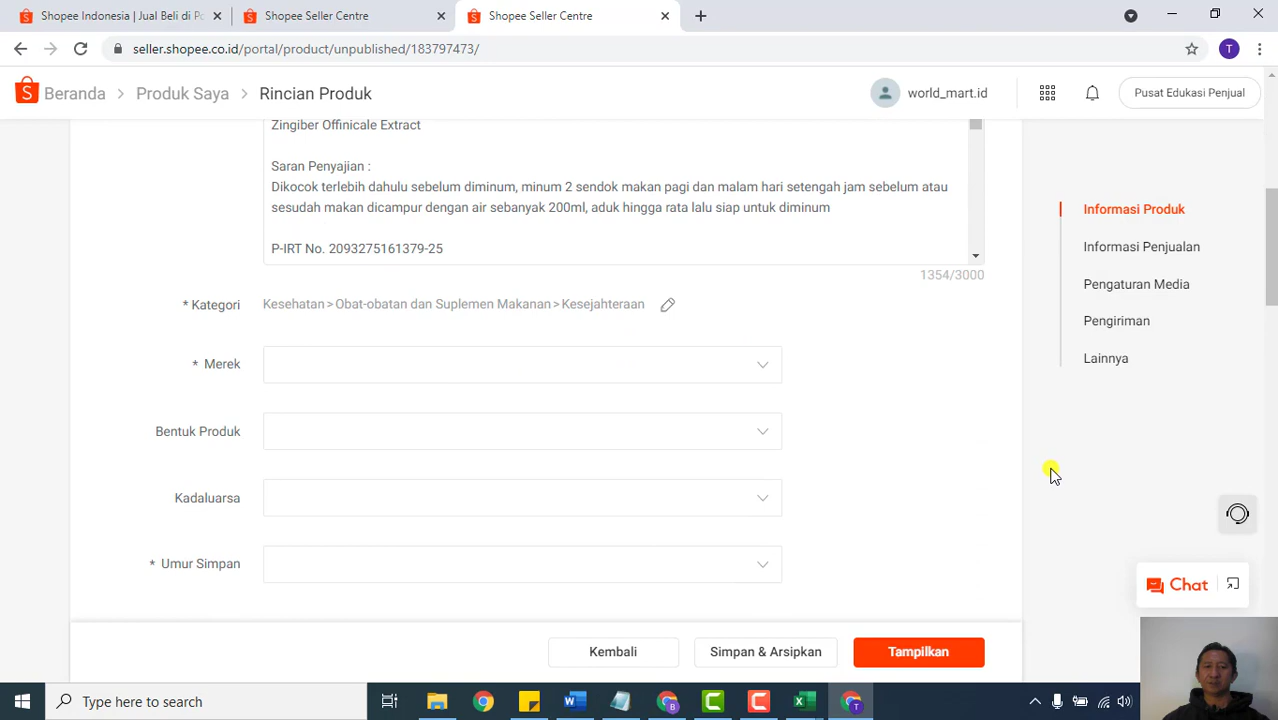 Shopee Indonesia | Jual Beli di Po
Shopee Seller Centre
Shopee Seller Centre
seller.shopee.co.id/portal/product/unpublished/183797473/
T
Beranda > Produk Saya > Rincian Produk
world_mart.id
Pusat Edukasi Penjual
Zingiber Offinicale Extract
Saran Penyajian :
Dikocok terlebih dahulu sebelum diminum, minum 2 sendok makan pagi dan malam hari setengah jam sebelum atau
sesudah makan dicampur dengan air sebanyak 200ml, aduk hingga rata lalu siap untuk diminum
P-IRT No. 2093275161379-25
1354/3000
* Kategori
Kesehatan > Obat-obatan dan Suplemen Makanan > Kesejahteraan
* Merek
Bentuk Produk
Kadaluarsa
* Umur Simpan
Informasi Produk
Informasi Penjualan
Pengaturan Media
Pengiriman
Lainnya
Chat
Kembali
Simpan & Arsipkan
Tampilkan
Type here to search